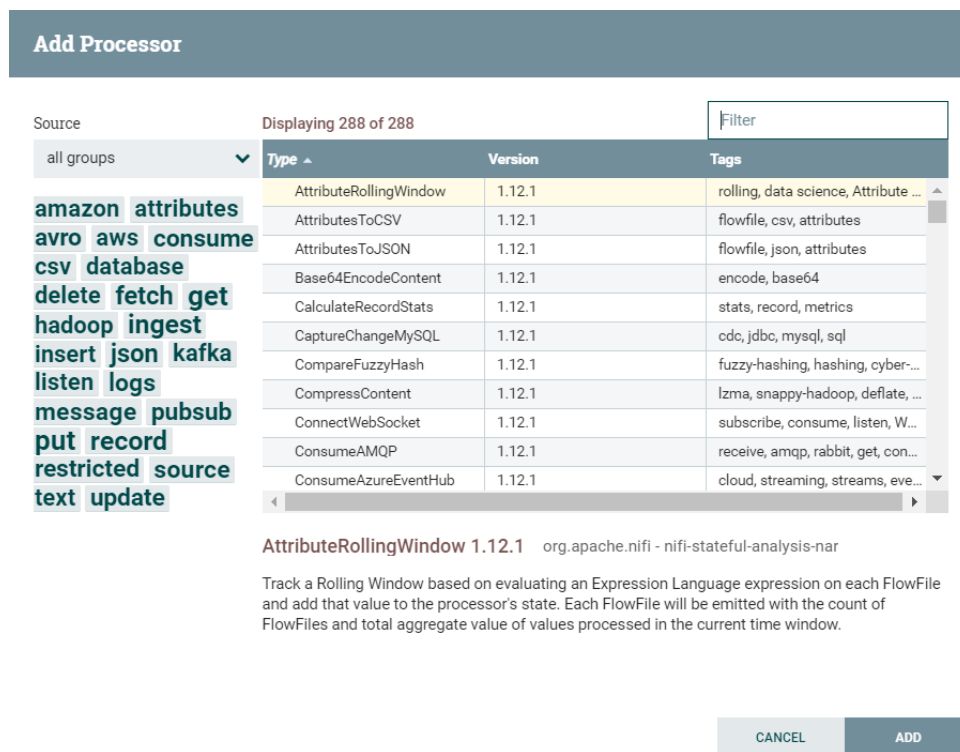 Add Processor
Source
Displaying 288 of 288
Filter
all groups
Type Version Tags
AttributeRollingWindow 1.12.1 rolling, data science, Attribute ...
AttributesToCSV 1.12.1 flowfile, csv, attributes
AttributesToJSON 1.12.1 flowfile, json, attributes
Base64EncodeContent 1.12.1 encode, base64
CalculateRecordStats 1.12.1 stats, record, metrics
CaptureChangeMySQL 1.12.1 cdc, jdbc, mysql, sql
CompareFuzzyHash 1.12.1 fuzzy-hashing, hashing, cyber-...
CompressContent 1.12.1 lzma, snappy-hadoop, deflate, ...
ConnectWebSocket 1.12.1 subscribe, consume, listen, W...
ConsumeAMQP 1.12.1 receive, amqp, rabbit, get, con...
ConsumeAzureEventHub 1.12.1 cloud, streaming, streams, eve...
amazon attributes
avro aws consume
csv database
delete fetch get
hadoop ingest
insert json kafka
listen logs
message pubsub
put record
restricted source
text update
AttributeRollingWindow 1.12.1 org.apache.nifi - nifi-stateful-analysis-nar
Track a Rolling Window based on evaluating an Expression Language expression on each FlowFile
and add that value to the processor's state. Each FlowFile will be emitted with the count of
FlowFiles and total aggregate value of values processed in the current time window.
CANCEL ADD